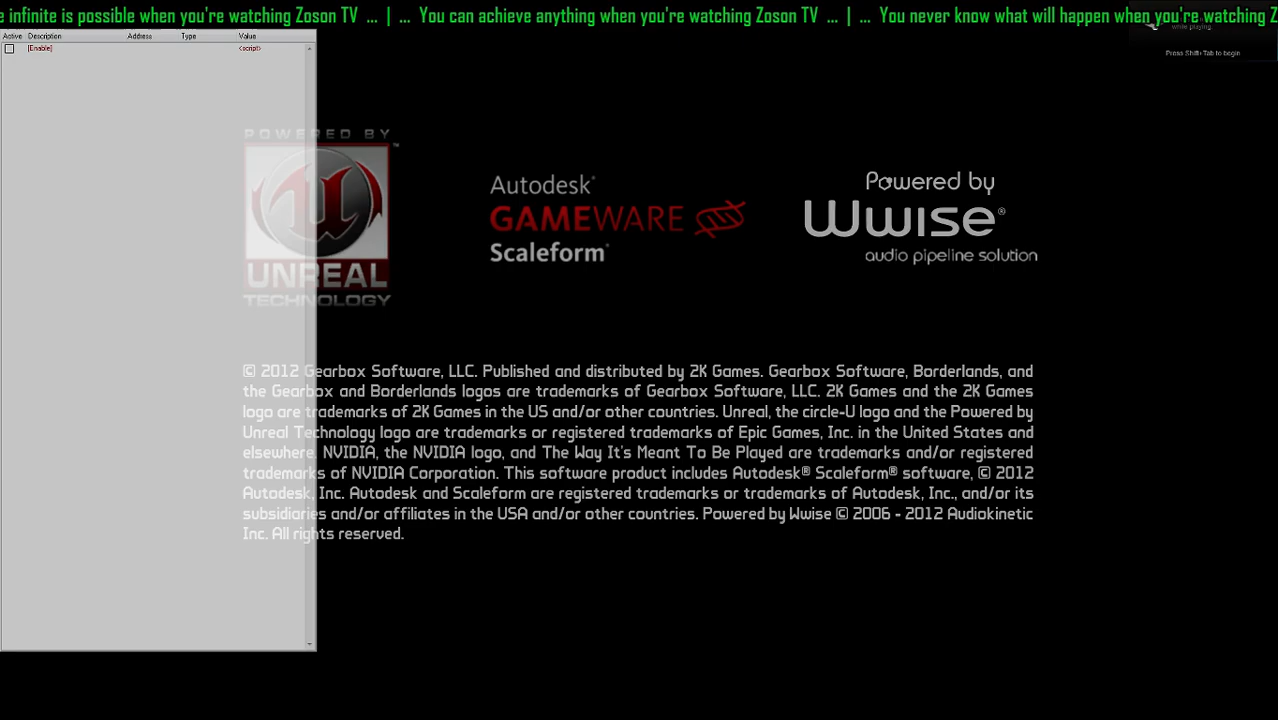 e infinite is possible when you're watching Zoson TV ... | ... You can achieve anything when you're watching Zoson TV ... | ... You never know what will happen when you're watching Z
while playing.
Press Shift+Tab to begin
Active Description Address Type Value
[Enable] <script>
POWERED BY
UNREAL
TECHNOLOGY™
Autodesk®
GAMEWARE
Scaleform®
Powered by
Wwise®
audio pipeline solution
© 2012 Gearbox Software, LLC. Published and distributed by 2K Games. Gearbox Software, Borderlands, and
the Gearbox and Borderlands logos are trademarks of Gearbox Software, LLC. 2K Games and the 2K Games
logo are trademarks of 2K Games in the US and/or other countries. Unreal, the circle-U logo and the Powered by
Unreal Technology logo are trademarks or registered trademarks of Epic Games, Inc. in the United States and
elsewhere. NVIDIA, the NVIDIA logo, and The Way It's Meant To Be Played are trademarks and/or registered
trademarks of NVIDIA Corporation. This software product includes Autodesk® Scaleform® software, © 2012
Autodesk, Inc. Autodesk and Scaleform are registered trademarks or trademarks of Autodesk, Inc., and/or its
subsidiaries and/or affiliates in the USA and/or other countries. Powered by Wwise © 2006 - 2012 Audiokinetic
Inc. All rights reserved.